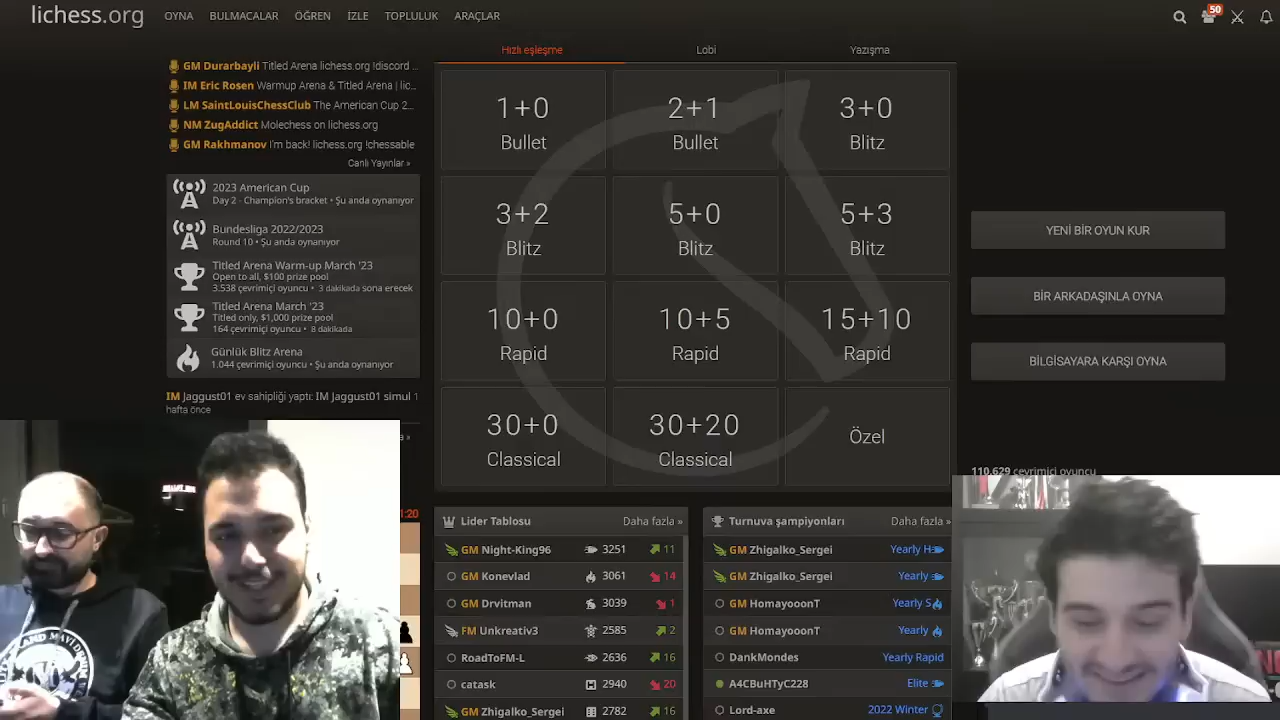 lichess.org
OYNA BULMACALAR ÖĞREN İZLE TOPLULUK ARAÇLAR
50
GM Durarbayli Titled Arena lichess.org !discord ...
IM Eric Rosen Warmup Arena & Titled Arena | lic...
LM SaintLouisChessClub The American Cup 2...
NM ZugAddict Molechess on lichess.org
GM Rakhmanov I'm back! lichess.org !chessable
Canlı Yayınlar »
2023 American Cup
Day 2 - Champion's bracket • Şu anda oynanıyor
Bundesliga 2022/2023
Round 10 • Şu anda oynanıyor
Titled Arena Warm-up March '23
Open to all, $100 prize pool
3.538 çevrimiçi oyuncu • 3 dakikada sona erecek
Titled Arena March '23
Titled only, $1,000 prize pool
164 çevrimiçi oyuncu • 8 dakikada
Günlük Blitz Arena
1.044 çevrimiçi oyuncu • Şu anda oynanıyor
IM Jaggust01 ev sahipliği yaptı: IM Jaggust01 simul 1
hafta önce
Hızlı eşleşme Lobi Yazışma
1+0
Bullet
2+1
Bullet
3+0
Blitz
3+2
Blitz
5+0
Blitz
5+3
Blitz
10+0
Rapid
10+5
Rapid
15+10
Rapid
30+0
Classical
30+20
Classical
Özel
YENİ BİR OYUN KUR
BİR ARKADAŞINLA OYNA
BİLGİSAYARA KARŞI OYNA
110.629 çevrimiçi oyuncu
1:20
Lider Tablosu Daha fazla »
GM Night-King96 3251 11
GM Konevlad 3061 14
GM Drvitman 3039 1
FM Unkreativ3 2585 2
RoadToFM-L 2636 16
catask 2940 20
GM Zhigalko_Sergei 2782 16
Turnuva şampiyonları Daha fazla »
GM Zhigalko_Sergei Yearly H
GM Zhigalko_Sergei Yearly
GM HomayooonT Yearly S
GM HomayooonT Yearly
DankMondes Yearly Rapid
A4CBuHTyC228 Elite
Lord-axe 2022 Winter